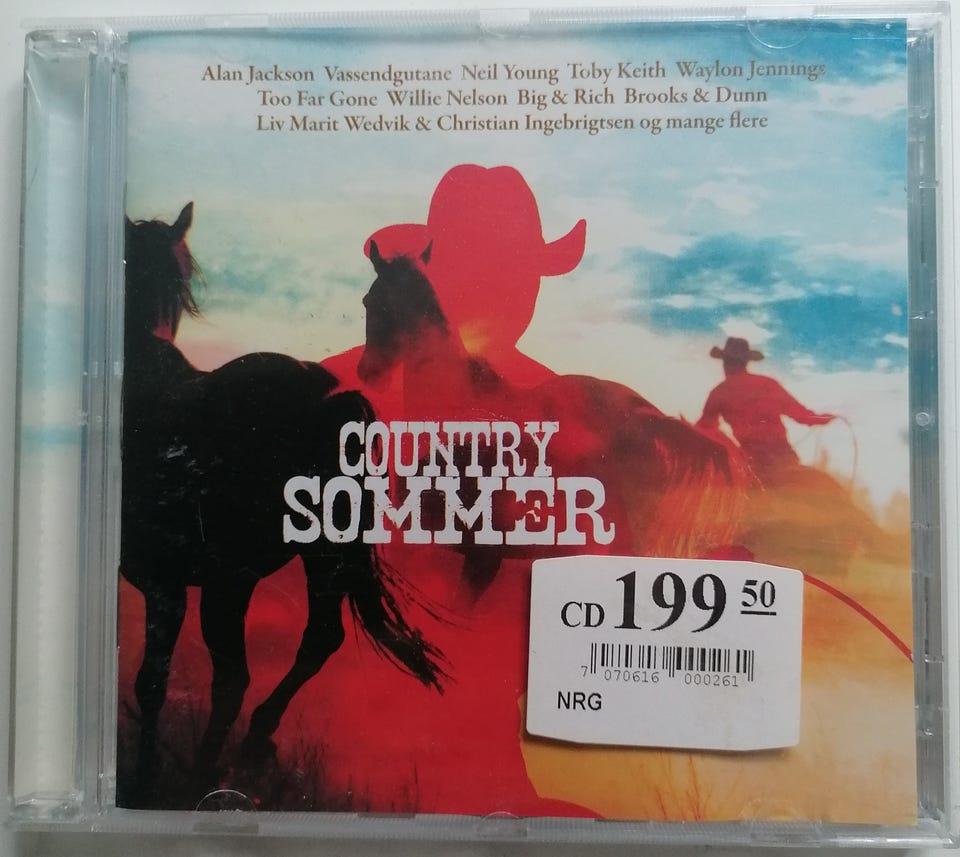 Alan Jackson Vassendgutane Neil Young Toby Keith Waylon Jennings
Too Far Gone Willie Nelson Big & Rich Brooks & Dunn
Liv Marit Wedvik & Christian Ingebrigtsen og mange flere
COUNTRY
SOMMER
CD 199 50
7 070616 000261
NRG